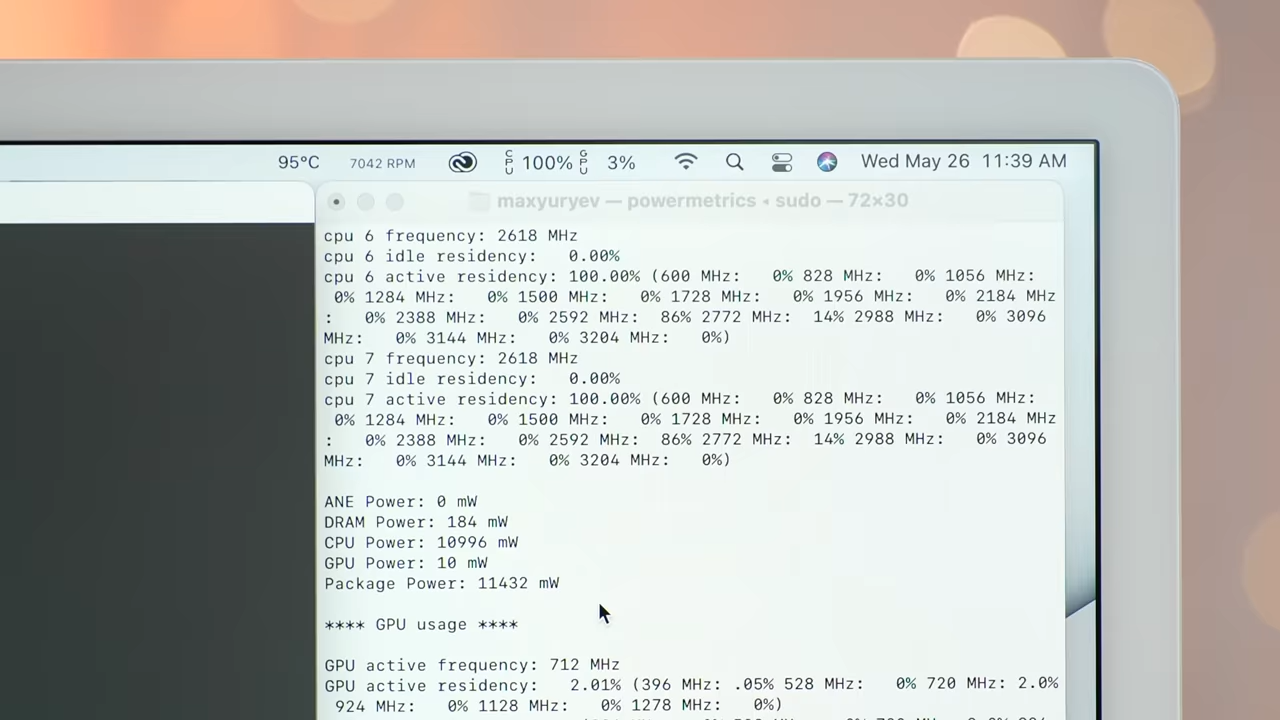 95°C 7042 RPM CPU 100% GPU 3% Wed May 26 11:39 AM
maxyuryev — powermetrics ◂ sudo — 72×30
cpu 6 frequency: 2618 MHz
cpu 6 idle residency:   0.00%
cpu 6 active residency: 100.00% (600 MHz:   0% 828 MHz:   0% 1056 MHz:
 0% 1284 MHz:   0% 1500 MHz:   0% 1728 MHz:   0% 1956 MHz:   0% 2184 MHz
:   0% 2388 MHz:   0% 2592 MHz:  86% 2772 MHz:  14% 2988 MHz:   0% 3096
MHz:   0% 3144 MHz:   0% 3204 MHz:   0%)
cpu 7 frequency: 2618 MHz
cpu 7 idle residency:   0.00%
cpu 7 active residency: 100.00% (600 MHz:   0% 828 MHz:   0% 1056 MHz:
 0% 1284 MHz:   0% 1500 MHz:   0% 1728 MHz:   0% 1956 MHz:   0% 2184 MHz
:   0% 2388 MHz:   0% 2592 MHz:  86% 2772 MHz:  14% 2988 MHz:   0% 3096
MHz:   0% 3144 MHz:   0% 3204 MHz:   0%)
ANE Power: 0 mW
DRAM Power: 184 mW
CPU Power: 10996 mW
GPU Power: 10 mW
Package Power: 11432 mW
**** GPU usage ****
GPU active frequency: 712 MHz
GPU active residency:   2.01% (396 MHz: .05% 528 MHz:   0% 720 MHz: 2.0%
 924 MHz:   0% 1128 MHz:   0% 1278 MHz:   0%)